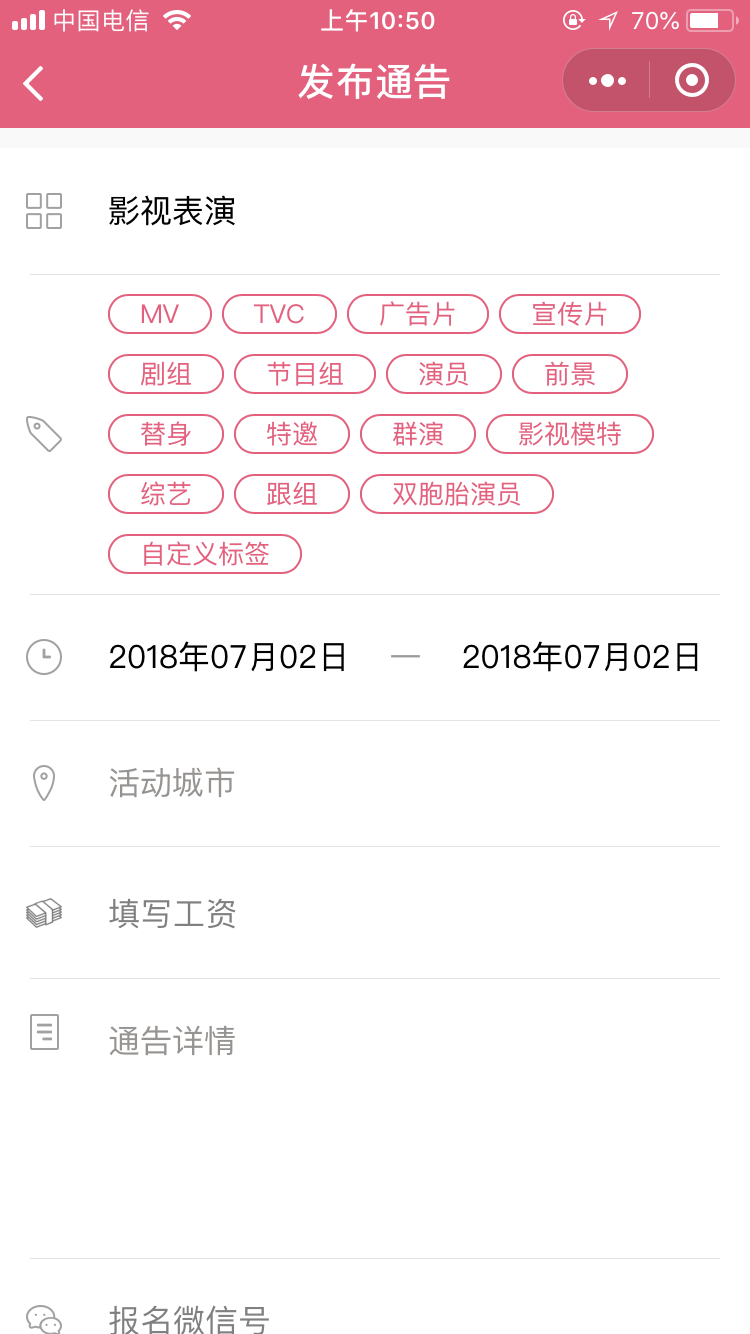 中国电信 上午10:50 70%
发布通告
影视表演
MV TVC 广告片 宣传片
剧组 节目组 演员 前景
替身 特邀 群演 影视模特
综艺 跟组 双胞胎演员
自定义标签
2018年07月02日 — 2018年07月02日
活动城市
填写工资
通告详情
报名微信号